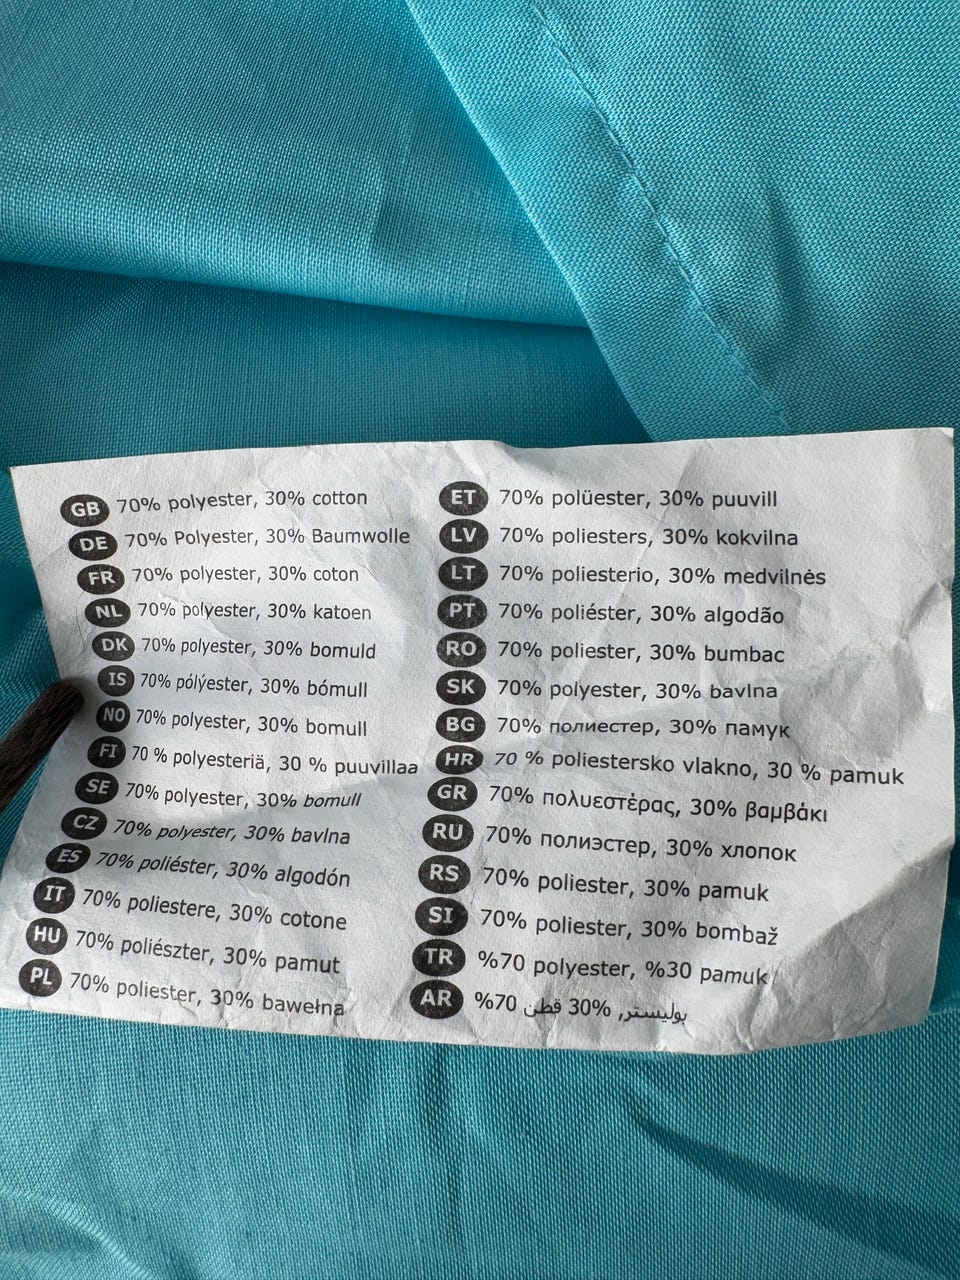 GB 70% polyester, 30% cotton
DE 70% Polyester, 30% Baumwolle
FR 70% polyester, 30% coton
NL 70% polyester, 30% katoen
DK 70% polyester, 30% bomuld
IS 70% pólýester, 30% bómull
NO 70% polyester, 30% bomull
FI 70 % polyesteriä, 30 % puuvillaa
SE 70% polyester, 30% bomull
CZ 70% polyester, 30% bavlna
ES 70% poliéster, 30% algodón
IT 70% poliestere, 30% cotone
HU 70% poliészter, 30% pamut
PL 70% poliester, 30% bawełna
ET 70% polüester, 30% puuvill
LV 70% poliesters, 30% kokvilna
LT 70% poliesterio, 30% medvilnės
PT 70% poliéster, 30% algodão
RO 70% poliester, 30% bumbac
SK 70% polyester, 30% bavlna
BG 70% полиестер, 30% памук
HR 70 % poliestersko vlakno, 30 % pamuk
GR 70% πολυεστέρας, 30% βαμβάκι
RU 70% полиэстер, 30% хлопок
RS 70% poliester, 30% pamuk
SI 70% poliester, 30% bombaž
TR %70 polyester, %30 pamuk
AR %70 بوليستر, 30% قطن